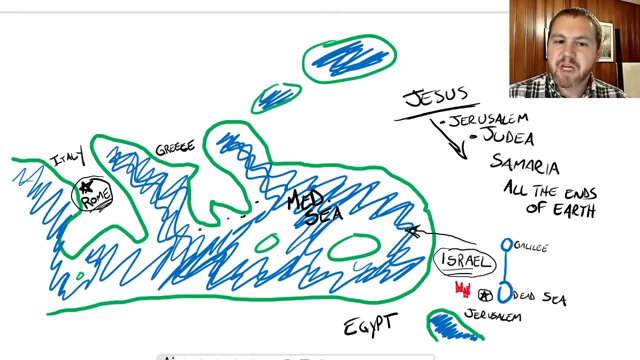 JESUS
• JERUSALEM
• JUDEA
SAMARIA
ALL THE ENDS
OF EARTH
ITALY
GREECE
ROME
MED.
SEA
ISRAEL
GALILEE
DEAD SEA
JERUSALEM
EGYPT